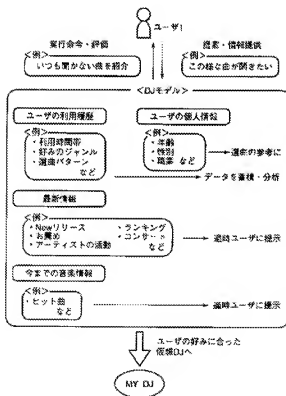 ユーザ1
実行命令・評価
提案・情報提供
<例>
いつも聞かない曲を紹介
<例>
この様な曲が聞きたい
<DJモデル>
ユーザの利用履歴
ユーザの個人情報
<例>
・利用時間帯
・好みのジャンル
・選曲パターン
など
<例>
・年齢
・性別
・職業 など
選曲の参考に
データを蓄積・分析
最新情報
<例>
・Newリリース
・お薦め
・アーティストの活動
・ランキング
・コンサート
など
適時ユーザに提示
今までの音楽情報
<例>
・ヒット曲
など
適時ユーザに提示
ユーザの好みに合った
仮想DJへ
MY DJ